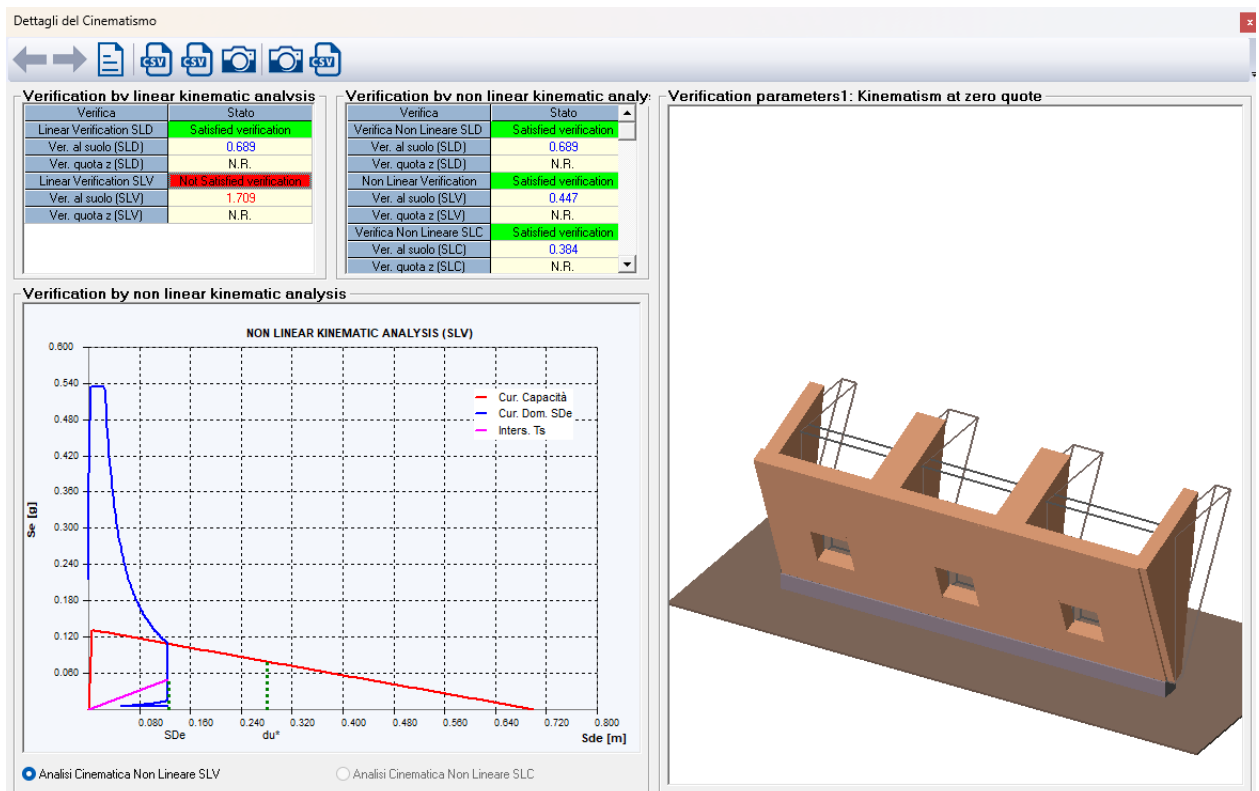 Dettagli del Cinematismo
x
CSV CSV CSV
Verification by linear kinematic analysis
Verifica Stato
Linear Verification SLD Satisfied verification
Ver. al suolo (SLD) 0.689
Ver. quota z (SLD) N.R.
Linear Verification SLV Not Satisfied verification
Ver. al suolo (SLV) 1.709
Ver. quota z (SLV) N.R.
Verification by non linear kinematic analy:
Verifica Stato
Verifica Non Lineare SLD Satisfied verification
Ver. al suolo (SLD) 0.689
Ver. quota z (SLD) N.R.
Non Linear Verification Satisfied verification
Ver. al suolo (SLV) 0.447
Ver. quota z (SLV) N.R.
Verifica Non Lineare SLC Satisfied verification
Ver. al suolo (SLC) 0.384
Ver. quota z (SLC) N.R.
Verification parameters1: Kinematism at zero quote
Verification by non linear kinematic analysis
NON LINEAR KINEMATIC ANALYSIS (SLV)
0.600
0.540
0.480
0.420
0.360
0.300
0.240
0.180
0.120
0.060
Se [g]
Cur. Capacità
Cur. Dom. SDe
Inters. Ts
0.080 0.160 0.240 0.320 0.400 0.480 0.560 0.640 0.720 0.800
SDe du* Sde [m]
Analisi Cinematica Non Lineare SLV
Analisi Cinematica Non Lineare SLC